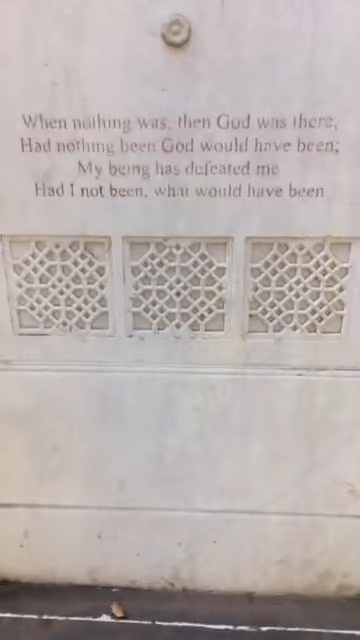 When nothing was, then God was there,
Had nothing been God would have been;
My being has defeated me
Had I not been, what would have been